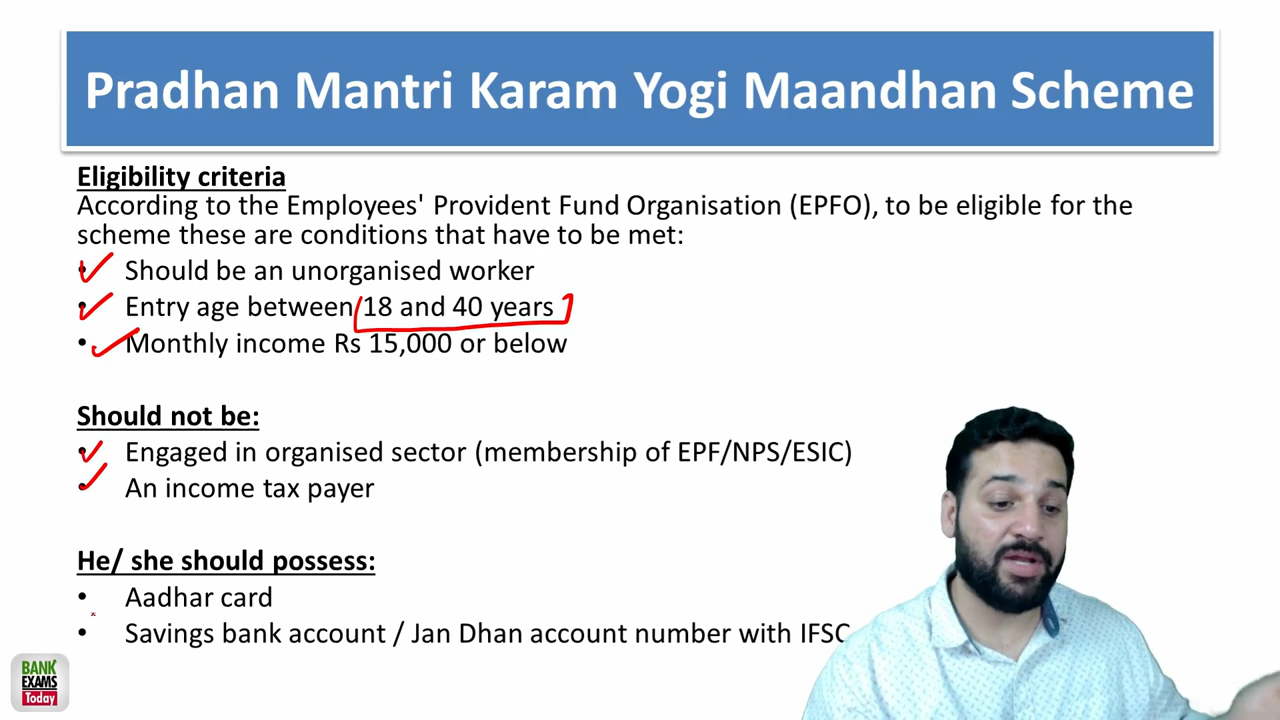 Pradhan Mantri Karam Yogi Maandhan Scheme
Eligibility criteria
According to the Employees' Provident Fund Organisation (EPFO), to be eligible for the
scheme these are conditions that have to be met:
• Should be an unorganised worker
• Entry age between 18 and 40 years
• Monthly income Rs 15,000 or below
Should not be:
• Engaged in organised sector (membership of EPF/NPS/ESIC)
• An income tax payer
He/ she should possess:
• Aadhar card
• Savings bank account / Jan Dhan account number with IFSC
BANK
EXAMS
Today